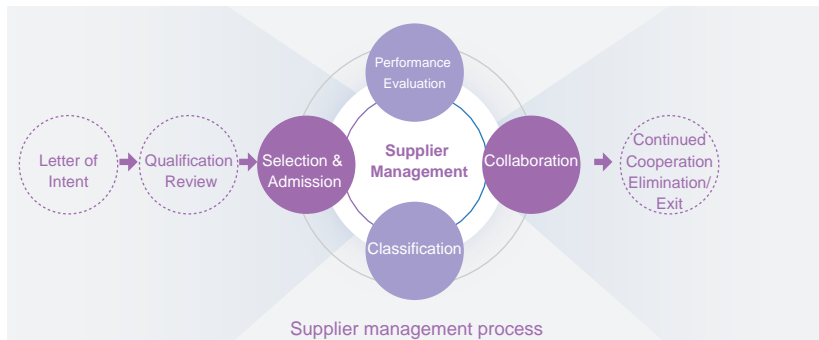 Performance
Evaluation
Letter of
Intent
Qualification
Review
Selection &
Admission
Supplier
Management
Collaboration
Continued
Cooperation
Elimination/
Exit
Classification
Supplier management process